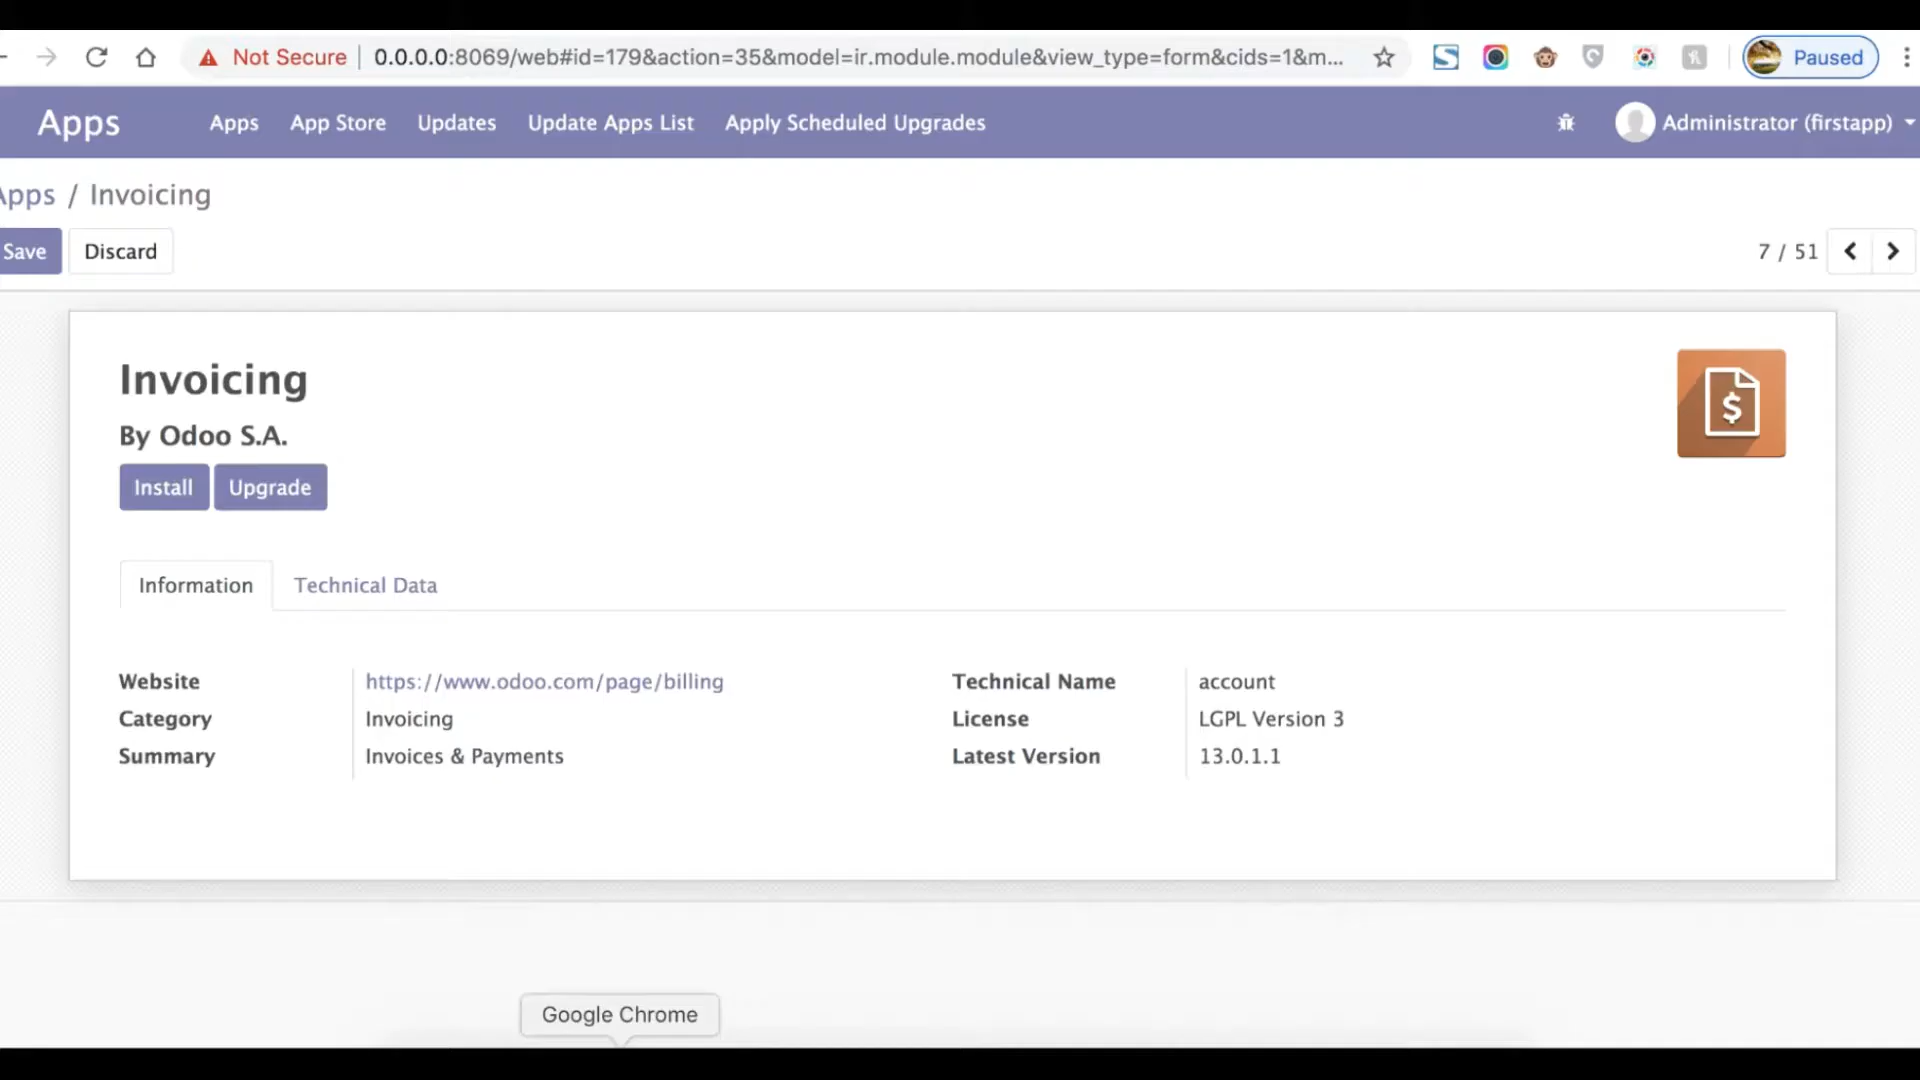 Not Secure 0.0.0.0:8069/web#id=179&action=35&model=ir.module.module&view_type=form&cids=1&m... Paused
Apps Apps App Store Updates Update Apps List Apply Scheduled Upgrades Administrator (firstapp)
Apps / Invoicing
Save Discard 7 / 51
$
Invoicing
By Odoo S.A.
Install Upgrade
Information Technical Data
Website https://www.odoo.com/page/billing Technical Name account
Category Invoicing License LGPL Version 3
Summary Invoices & Payments Latest Version 13.0.1.1
Google Chrome